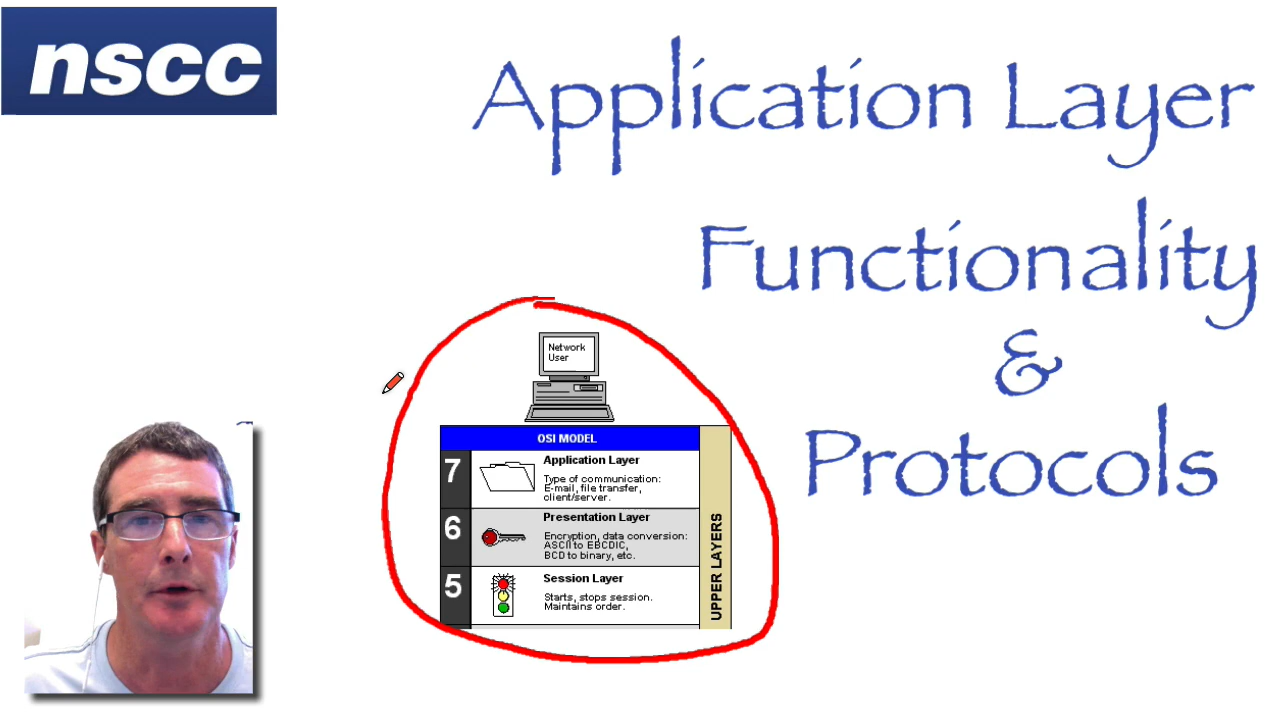 nscc
Application Layer
Functionality
&
Protocols
Network
User
OSI MODEL
7
Application Layer
Type of communication:
E-mail, file transfer,
client/server.
6
Presentation Layer
Encryption, data conversion:
ASCII to EBCDIC,
BCD to binary, etc.
5
Session Layer
Starts, stops session.
Maintains order.
UPPER LAYERS